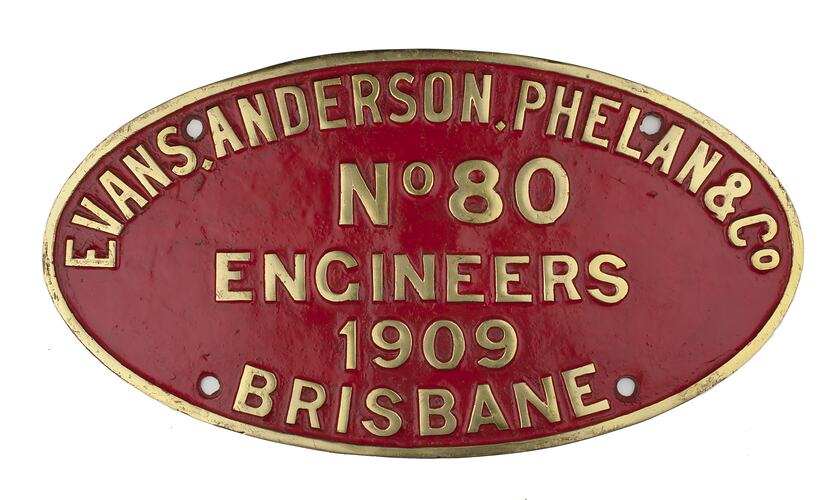 EVANS.ANDERSON.PHELAN & Co
No 80
ENGINEERS
1909
BRISBANE